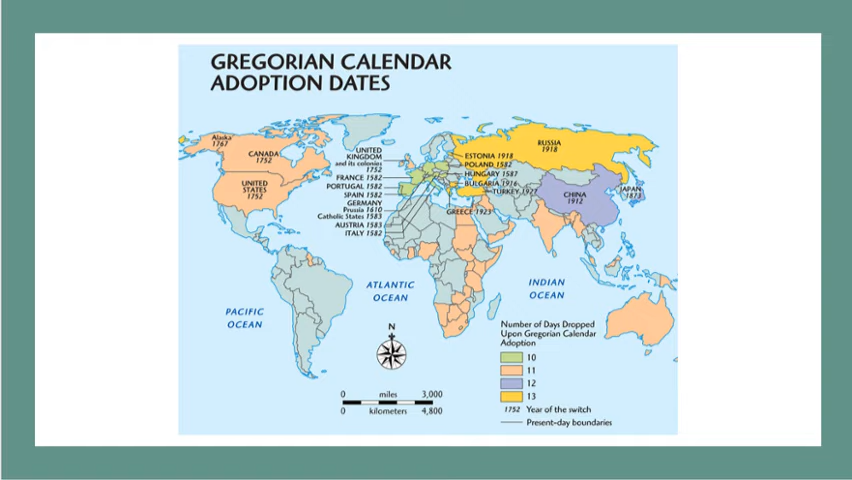 GREGORIAN CALENDAR
ADOPTION DATES
Alaska
1767
CANADA
1752
UNITED
STATES
1752
UNITED
KINGDOM
and its colonies
1752
FRANCE 1582
PORTUGAL 1582
SPAIN 1582
GERMANY
Prussia 1610
Catholic States 1583
AUSTRIA 1583
ITALY 1582
RUSSIA
1918
ESTONIA 1918
POLAND 1582
HUNGARY 1587
BULGARIA 1916
TURKEY 1927
GREECE 1923
CHINA
1912
JAPAN
1873
PACIFIC
OCEAN
ATLANTIC
OCEAN
INDIAN
OCEAN
N
0 miles 3,000
0 kilometers 4,800
Number of Days Dropped
Upon Gregorian Calendar
Adoption
10
11
12
13
1752 Year of the switch
Present-day boundaries